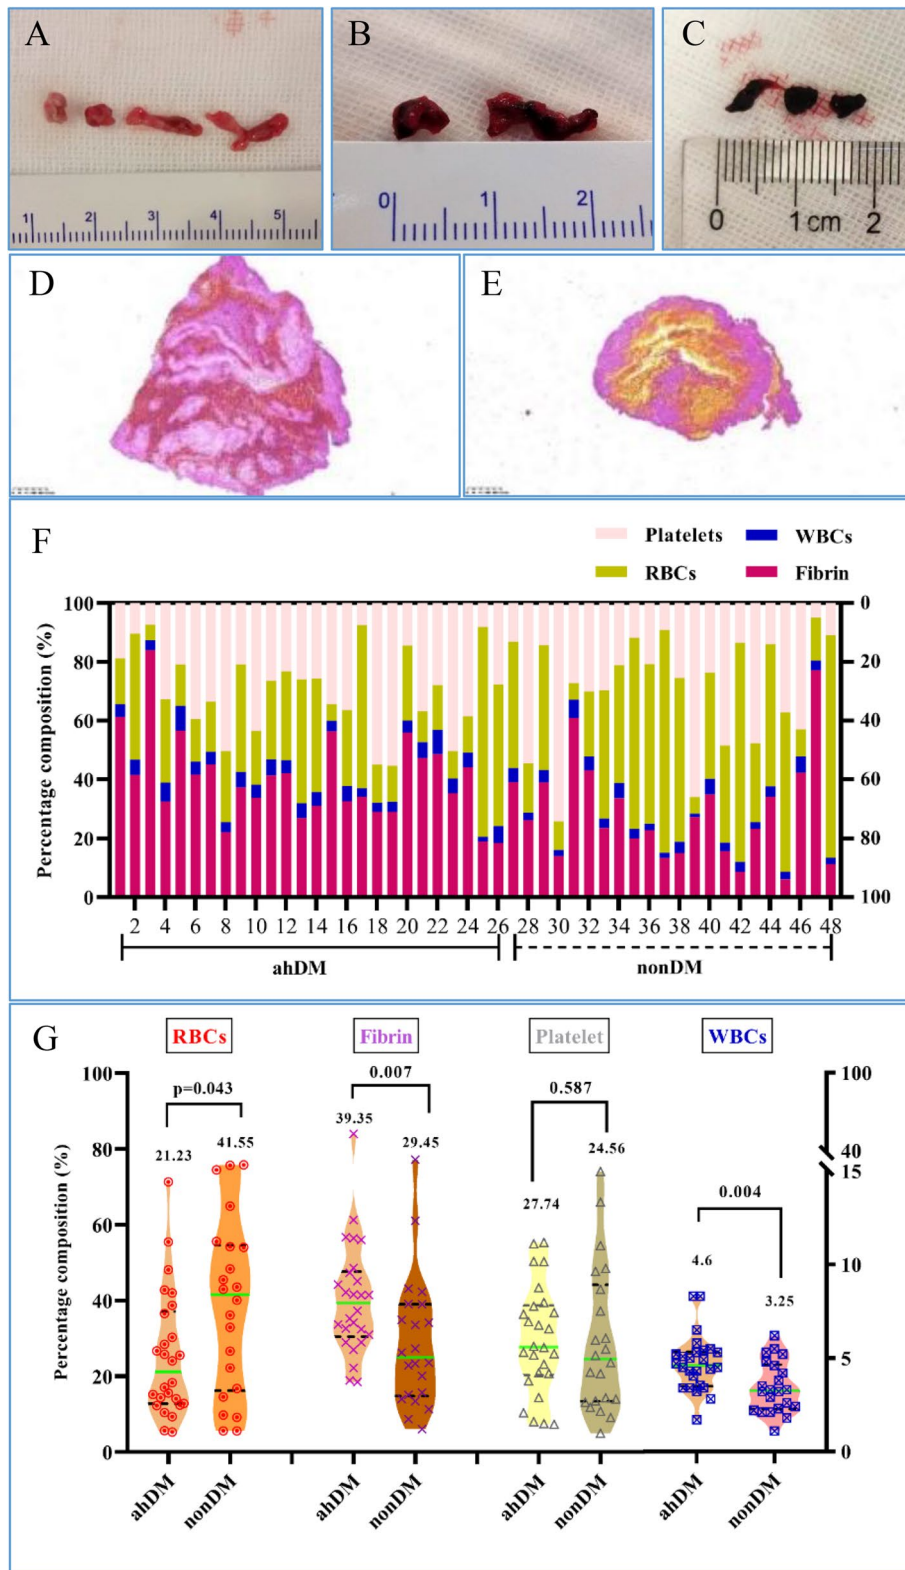 A
B
C
1 2 3 4 5
0 1 2
0 1 cm 2
D
E
F
Platelets WBCs
RBCs Fibrin
Percentage composition (%)
100 0
80 20
60 40
40 60
20 80
0 100
2 4 6 8 10 12 14 16 18 20 22 24 26 28 30 32 34 36 38 40 42 44 46 48
ahDM nonDM
G
RBCs Fibrin Platelet WBCs
Percentage composition (%)
100 100
p=0.043 0.007 0.587
21.23 41.55 39.35 29.45 27.74 24.56
80 40
15
0.004
4.6 3.25
60
10
40
5
20
0 0
ahDM nonDM ahDM nonDM ahDM nonDM ahDM nonDM